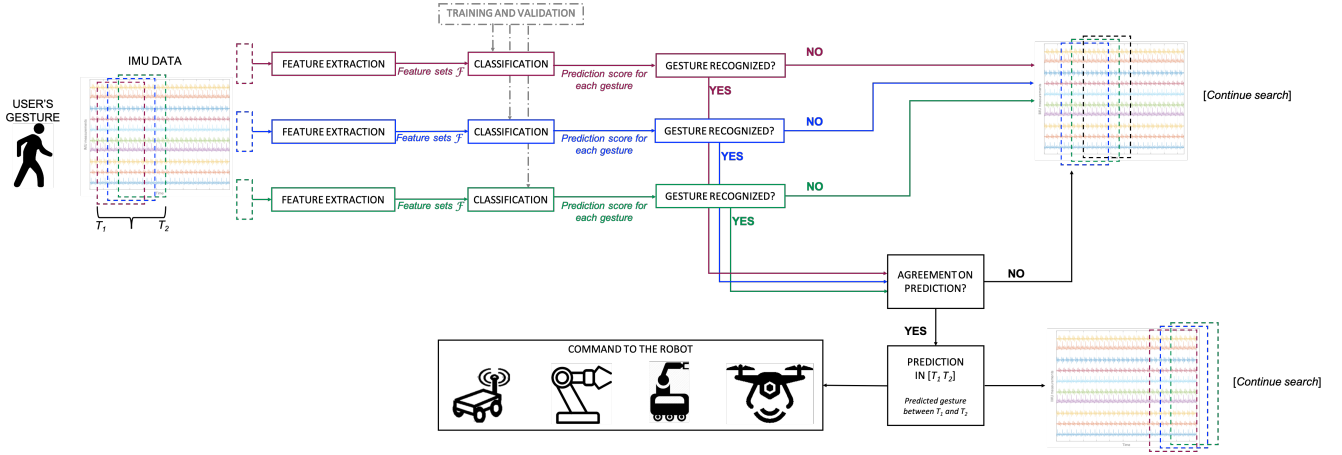 TRAINING AND VALIDATION
IMU DATA
USER'S
GESTURE
T1
T2
FEATURE EXTRACTION
Feature sets ℱ
CLASSIFICATION
Prediction score for
each gesture
GESTURE RECOGNIZED?
NO
YES
FEATURE EXTRACTION
Feature sets ℱ
CLASSIFICATION
Prediction score for
each gesture
GESTURE RECOGNIZED?
NO
YES
FEATURE EXTRACTION
Feature sets ℱ
CLASSIFICATION
Prediction score for
each gesture
GESTURE RECOGNIZED?
NO
YES
[Continue search]
AGREEMENT ON
PREDICTION?
NO
YES
COMMAND TO THE ROBOT
PREDICTION
IN [T1 T2]
Predicted gesture
between T1 and T2
[Continue search]